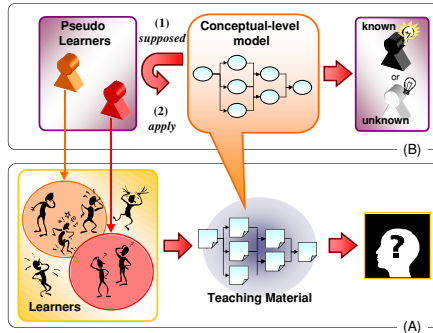 Pseudo
Learners
(1)
supposed
(2)
apply
Conceptual-level
model
known
or
unknown
(B)
Learners
Teaching Material
?
(A)